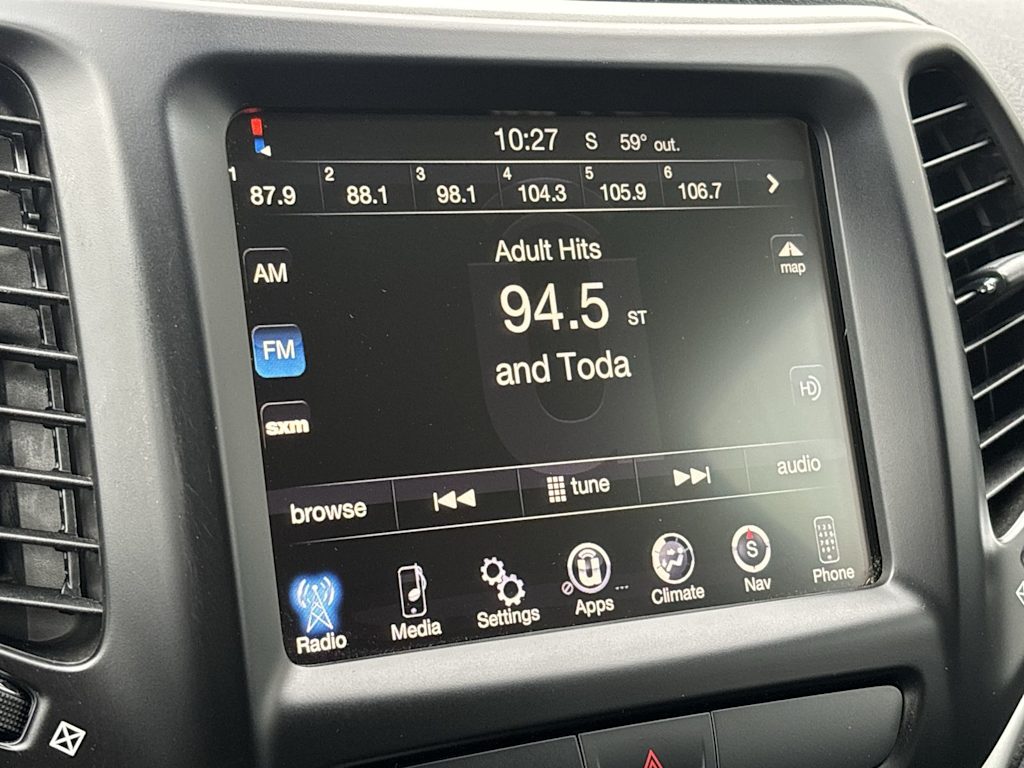 10:27 S 59° out.
1 87.9 2 88.1 3 98.1 4 104.3 5 105.9 6 106.7
Adult Hits
AM
map
94.5 ST
FM
and Toda
HD
sxm
browse tune audio
Radio Media Settings Apps ... Climate S Nav Phone